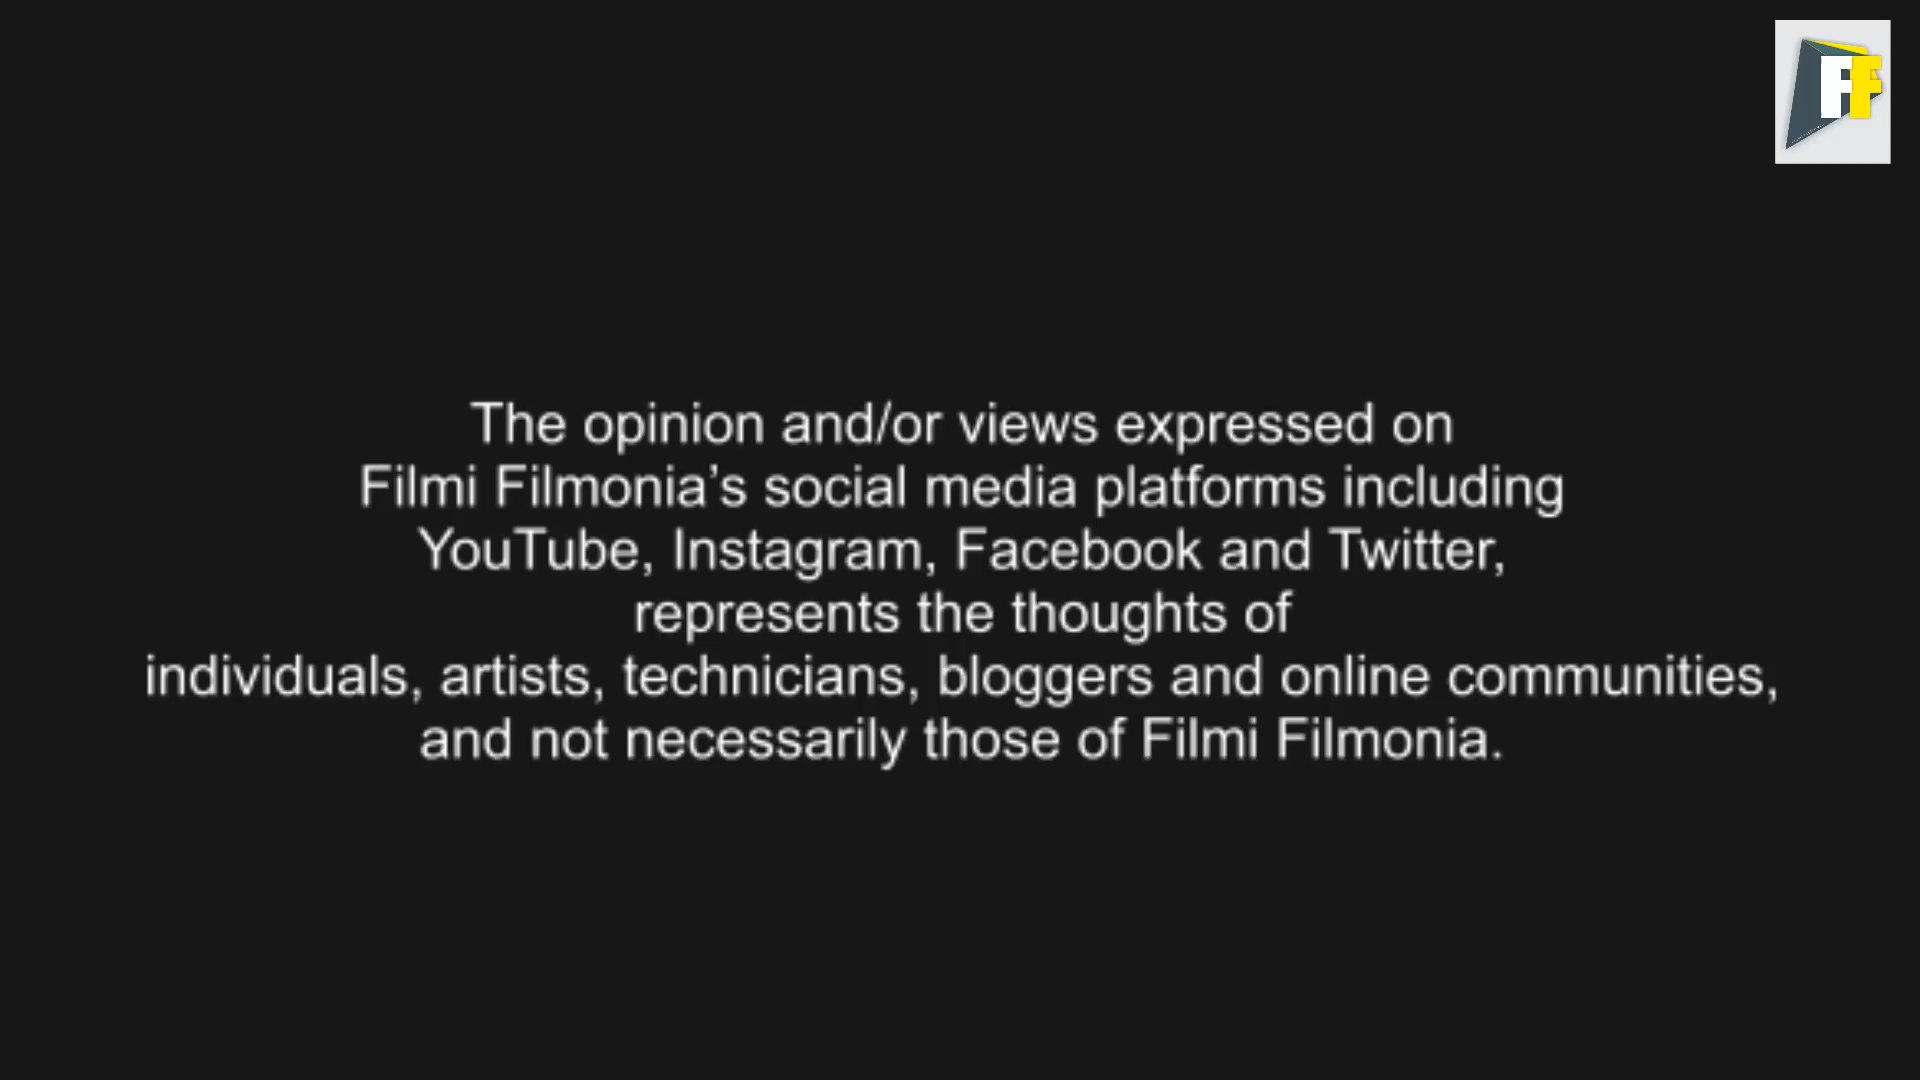 FF
The opinion and/or views expressed on
Filmi Filmonia’s social media platforms including
YouTube, Instagram, Facebook and Twitter,
represents the thoughts of
individuals, artists, technicians, bloggers and online communities,
and not necessarily those of Filmi Filmonia.